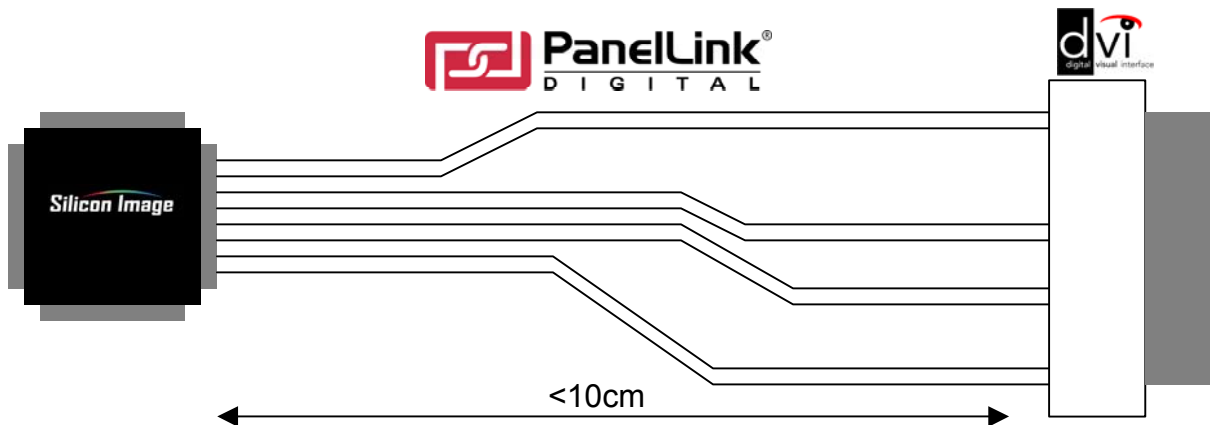 PanelLink®
DIGITAL
dvi
digital visual interface
Silicon Image
<10cm